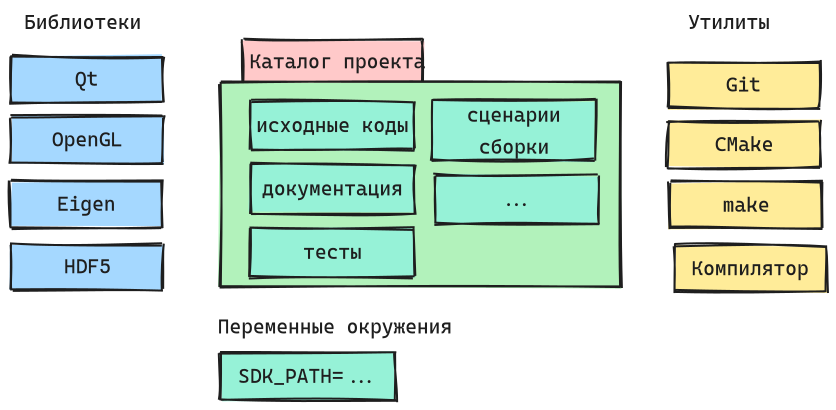 Библиотеки
Qt
OpenGL
Eigen
HDF5
Каталог проекта
исходные коды
документация
тесты
сценарии
сборки
...
Утилиты
Git
CMake
make
Компилятор
Переменные окружения
SDK_PATH=...